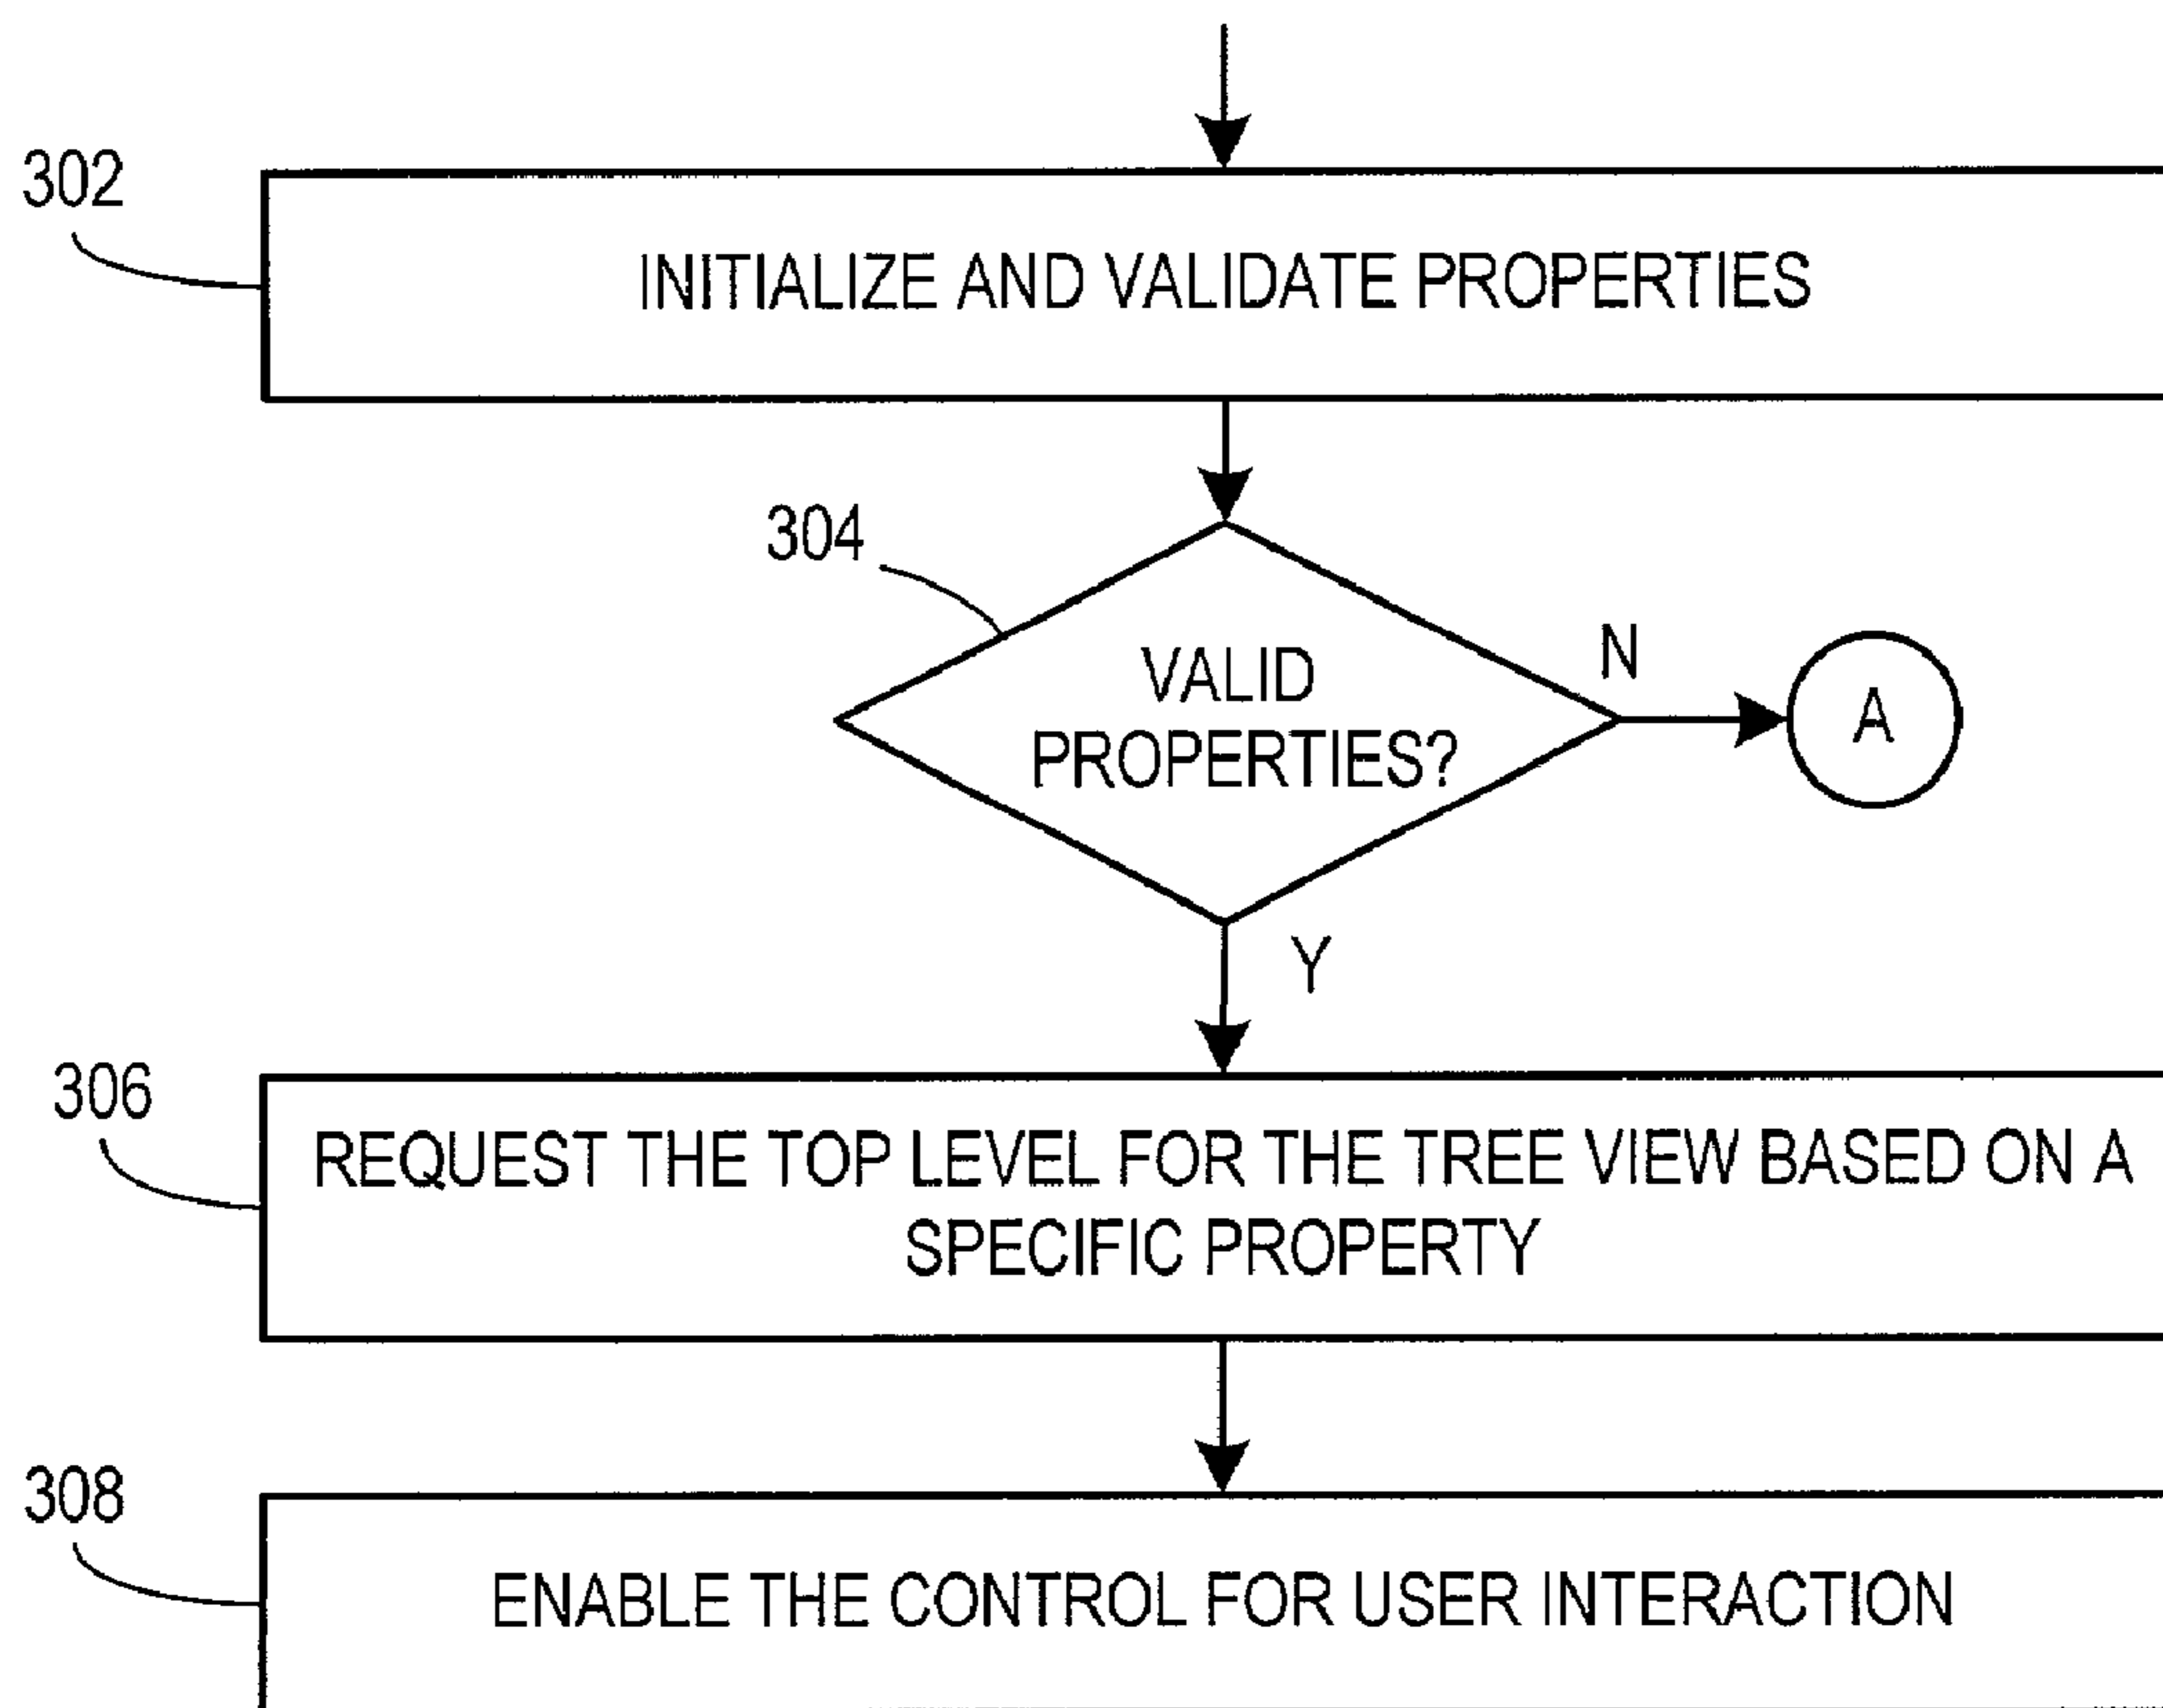 302
INITIALIZE AND VALIDATE PROPERTIES
304
VALID
PROPERTIES?
N
A
Y
306
REQUEST THE TOP LEVEL FOR THE TREE VIEW BASED ON A
SPECIFIC PROPERTY
308
ENABLE THE CONTROL FOR USER INTERACTION